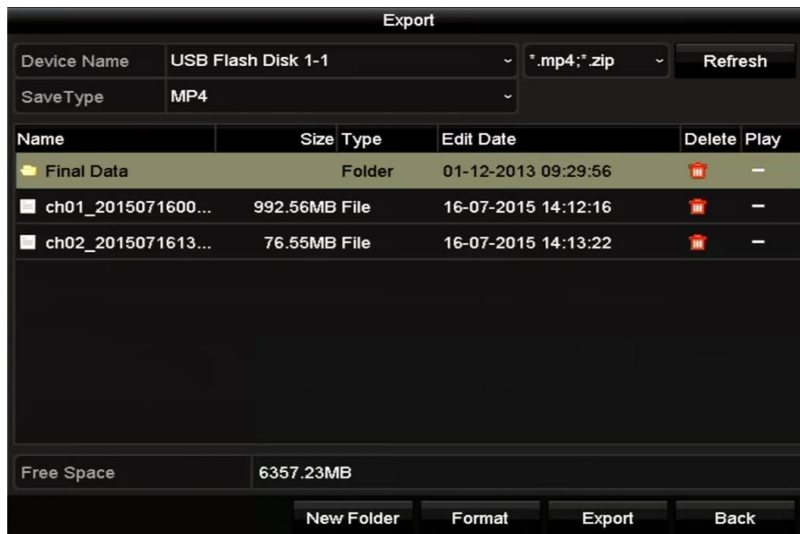 Export
Device Name USB Flash Disk 1-1 *.mp4;*.zip Refresh
SaveType MP4
Name Size Type Edit Date Delete Play
Final Data Folder 01-12-2013 09:29:56 –
ch01_2015071600... 992.56MB File 16-07-2015 14:12:16 –
ch02_2015071613... 76.55MB File 16-07-2015 14:13:22 –
Free Space 6357.23MB
New Folder Format Export Back